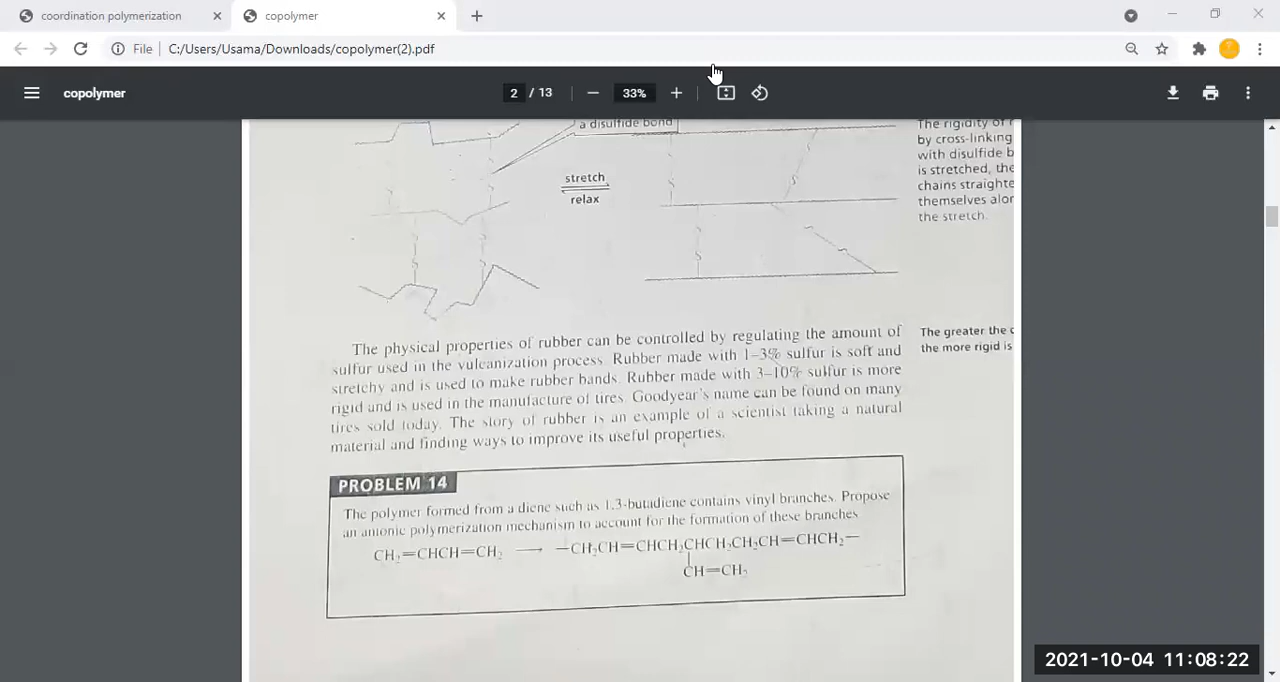 coordination polymerization
copolymer
File
C:/Users/Usama/Downloads/copolymer(2).pdf
copolymer
2 / 13
33%
a disulfide bond
stretch
relax
The rigidity of r
by cross-linking
with disulfide b
is stretched, the
chains straighte
themselves alon
the stretch.
The physical properties of rubber can be controlled by regulating the amount of
sulfur used in the vulcanization process. Rubber made with 1–3% sulfur is soft and
stretchy and is used to make rubber bands. Rubber made with 3–10% sulfur is more
rigid and is used in the manufacture of tires. Goodyear's name can be found on many
tires sold today. The story of rubber is an example of a scientist taking a natural
material and finding ways to improve its useful properties.
The greater the c
the more rigid is
PROBLEM 14
The polymer formed from a diene such as 1,3-butadiene contains vinyl branches. Propose
an anionic polymerization mechanism to account for the formation of these branches
CH₂=CHCH=CH₂ → —CH₂CH=CHCH₂CHCH₂CH₂CH=CHCH₂—
CH=CH₂
S
S
S
S
2021-10-04 11:08:22